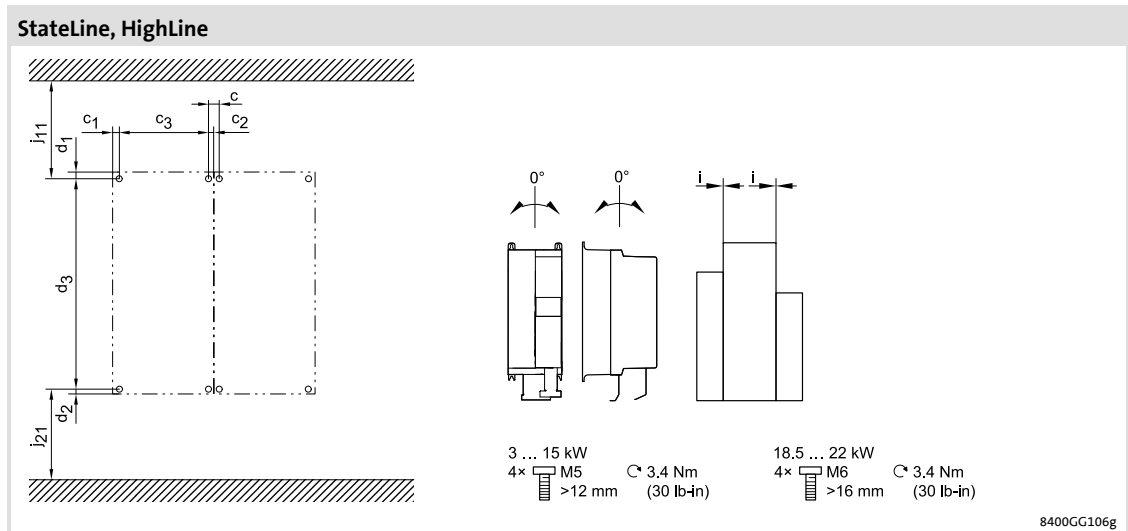 StateLine, HighLine
c
c1
c3
c2
j11
d1
d3
d2
j21
0°
0°
i
i
3 ... 15 kW
4× M5 3.4 Nm
>12 mm (30 lb-in)
18.5 ... 22 kW
4× M6 3.4 Nm
>16 mm (30 lb-in)
8400GG106g